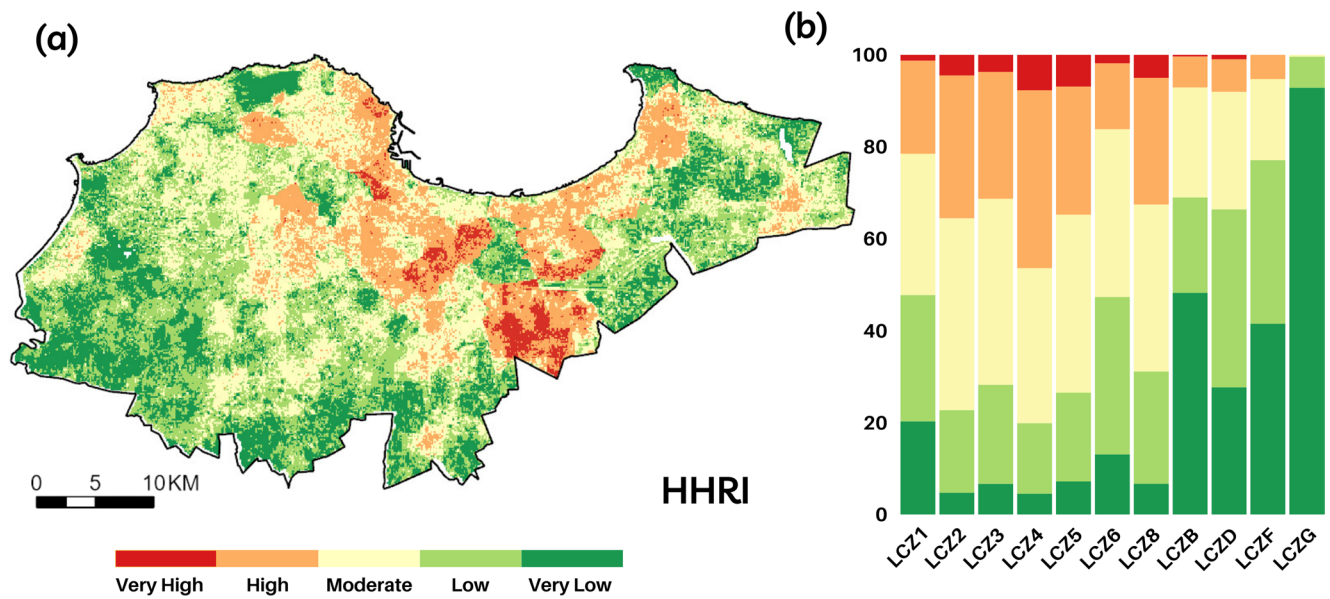 (a)
(b)
100
80
60
40
20
0
LCZ1 LCZ2 LCZ3 LCZ4 LCZ5 LCZ6 LCZ8 LCZB LCZD LCZF LCZG
0 5 10KM
HHRI
Very High High Moderate Low Very Low